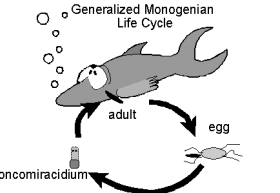 Generalized Monogenian
Life Cycle
adult
egg
oncomiracidium